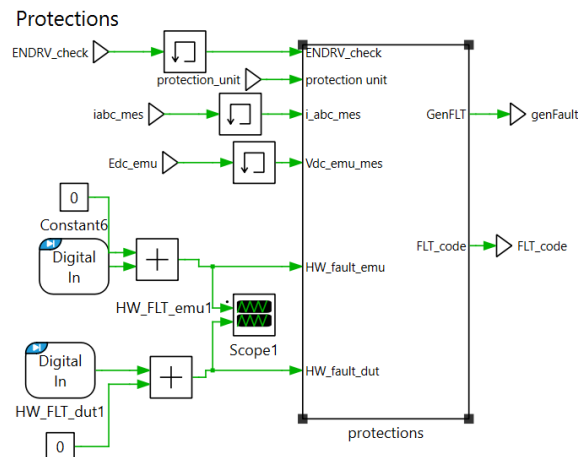 Protections
ENDRV_check
ENDRV_check
protection_unit
protection unit
iabc_mes
i_abc_mes
GenFLT
genFault
Edc_emu
Vdc_emu_mes
0
Constant6
FLT_code
FLT_code
Digital
In
HW_fault_emu
HW_FLT_emu1
Scope1
Digital
In
HW_fault_dut
HW_FLT_dut1
protections
0